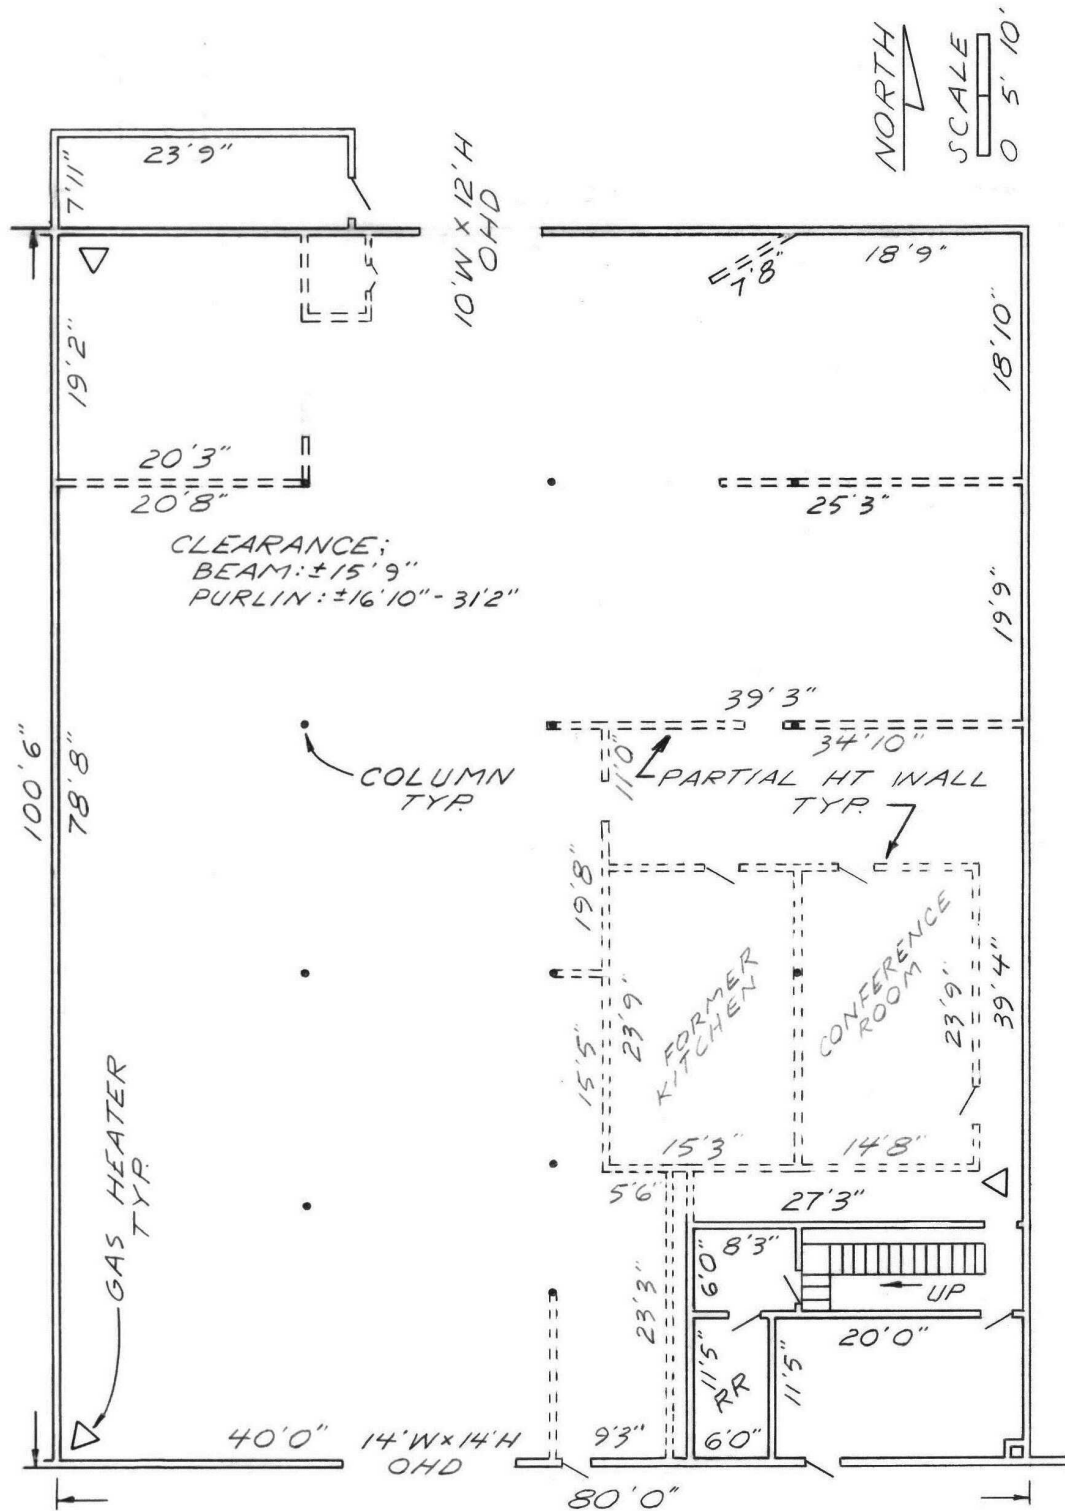 NORTH
SCALE
0 5' 10'
23'9"
7'11"
10'W x 12'H
OHD
7'8"
18'9"
18'10"
19'2"
20'3"
20'8"
25'3"
CLEARANCE;
BEAM: ±15'9"
PURLIN: ±16'10" - 31'2"
19'9"
39'3"
34'10"
11'0"
100'6"
78'8"
COLUMN
TYP.
PARTIAL HT WALL
TYP.
19'8"
15'5"
23'9"
FORMER
KITCHEN
CONFERENCE
ROOM
23'9"
39'4"
GAS HEATER
TYP.
15'3"
14'8"
5'6"
27'3"
8'3"
6'0"
UP
23'3"
20'0"
11'5"
RR
11'5"
40'0"
14'W x 14'H
OHD
9'3"
6'0"
80'0"